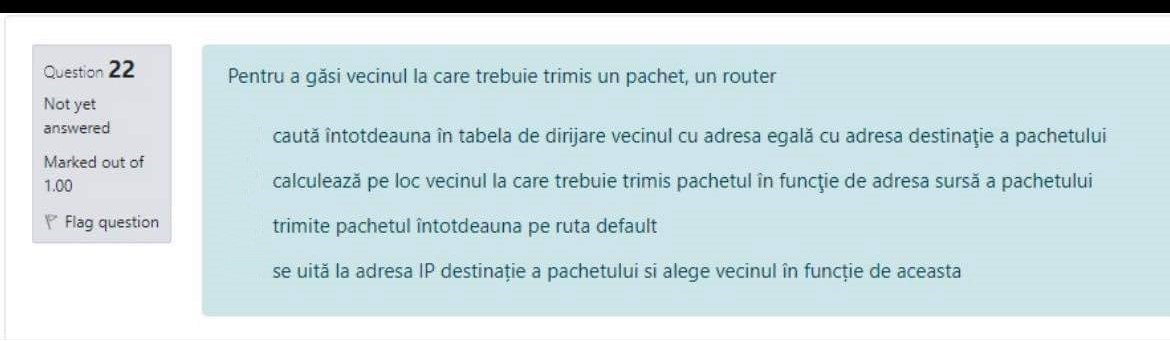 Question 22
Not yet
answered
Marked out of
1.00
Flag question
Pentru a găsi vecinul la care trebuie trimis un pachet, un router
caută întotdeauna în tabela de dirijare vecinul cu adresa egală cu adresa destinaţie a pachetului
calculează pe loc vecinul la care trebuie trimis pachetul în funcţie de adresa sursă a pachetului
trimite pachetul întotdeauna pe ruta default
se uită la adresa IP destinație a pachetului si alege vecinul în funcție de aceasta